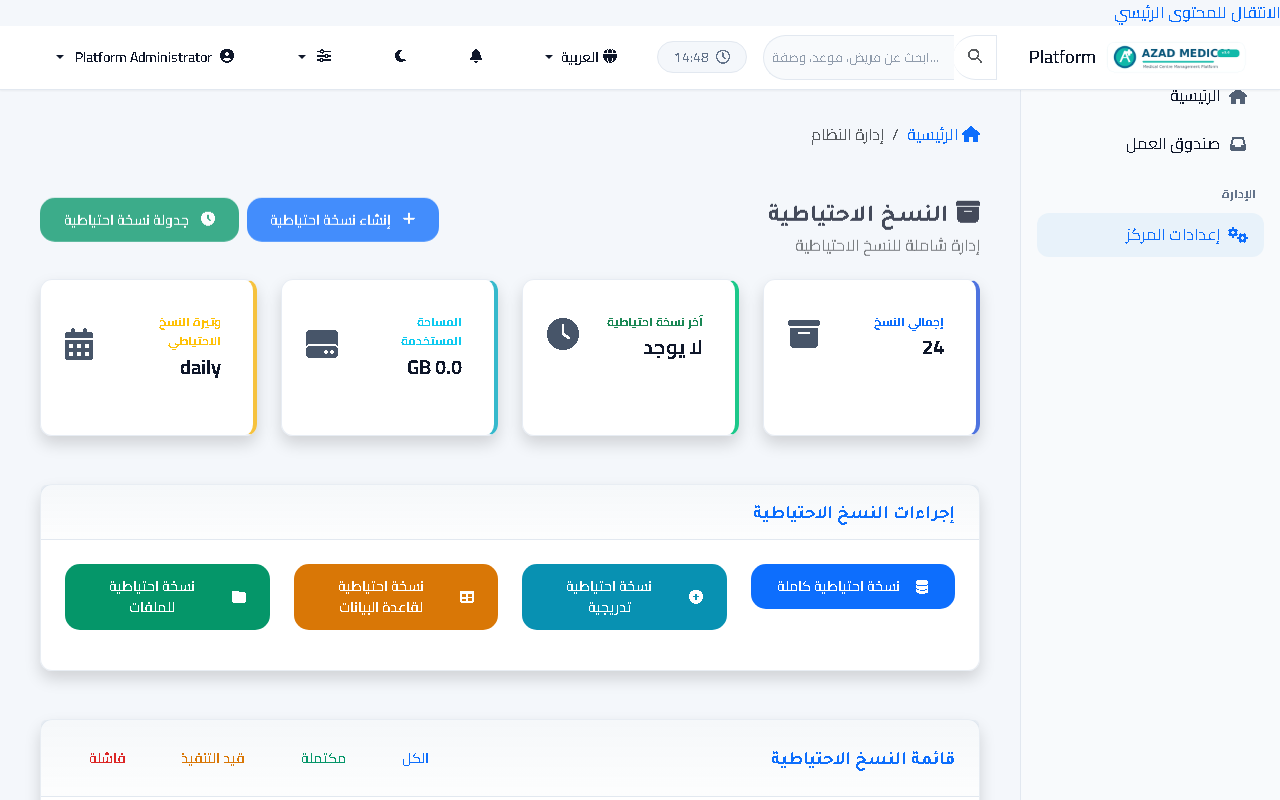 الانتقال للمحتوى الرئيسي
AZAD MEDIC
Medical Centre Management Platform
Platform
ابحث عن مريض، موعد، وصفة...
14:48
العربية
Platform Administrator
الرئيسية
صندوق العمل
الإدارة
إعدادات المركز
الرئيسية / إدارة النظام
النسخ الاحتياطية
إدارة شاملة للنسخ الاحتياطية
إنشاء نسخة احتياطية
جدولة نسخة احتياطية
إجمالي النسخ
24
آخر نسخة احتياطية
لا يوجد
المساحة
المستخدمة
0.0 GB
وتيرة النسخ
الاحتياطي
daily
إجراءات النسخ الاحتياطية
نسخة احتياطية كاملة
نسخة احتياطية
تدريجية
نسخة احتياطية
لقاعدة البيانات
نسخة احتياطية
للملفات
قائمة النسخ الاحتياطية
الكل
مكتملة
قيد التنفيذ
فاشلة